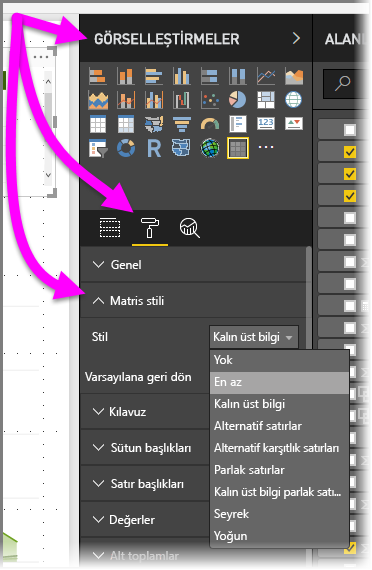 GÖRSELLEŞTİRMELER
ALANL
R
123
Genel
Matris stili
Stil
Kalın üst bilgi
Varsayılana geri dön
Yok
En az
Kalın üst bilgi
Alternatif satırlar
Alternatif karşıtlık satırları
Parlak satırlar
Kalın üst bilgi parlak satı...
Seyrek
Yoğun
Kılavuz
Sütun başlıkları
Satır başlıkları
Değerler
Alt toplamlar